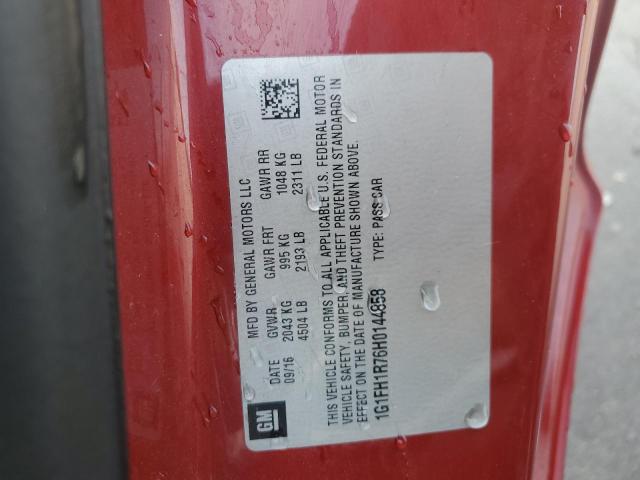 GM
MFD BY GENERAL MOTORS LLC
DATE GVWR GAWR FRT GAWR RR
09/16 2043 KG 995 KG 1048 KG
4504 LB 2193 LB 2311 LB
THIS VEHICLE CONFORMS TO ALL APPLICABLE U.S. FEDERAL MOTOR
VEHICLE SAFETY, BUMPER, AND THEFT PREVENTION STANDARDS IN
EFFECT ON THE DATE OF MANUFACTURE SHOWN ABOVE.
1G1FH1R76H0144858 TYPE: PASS CAR